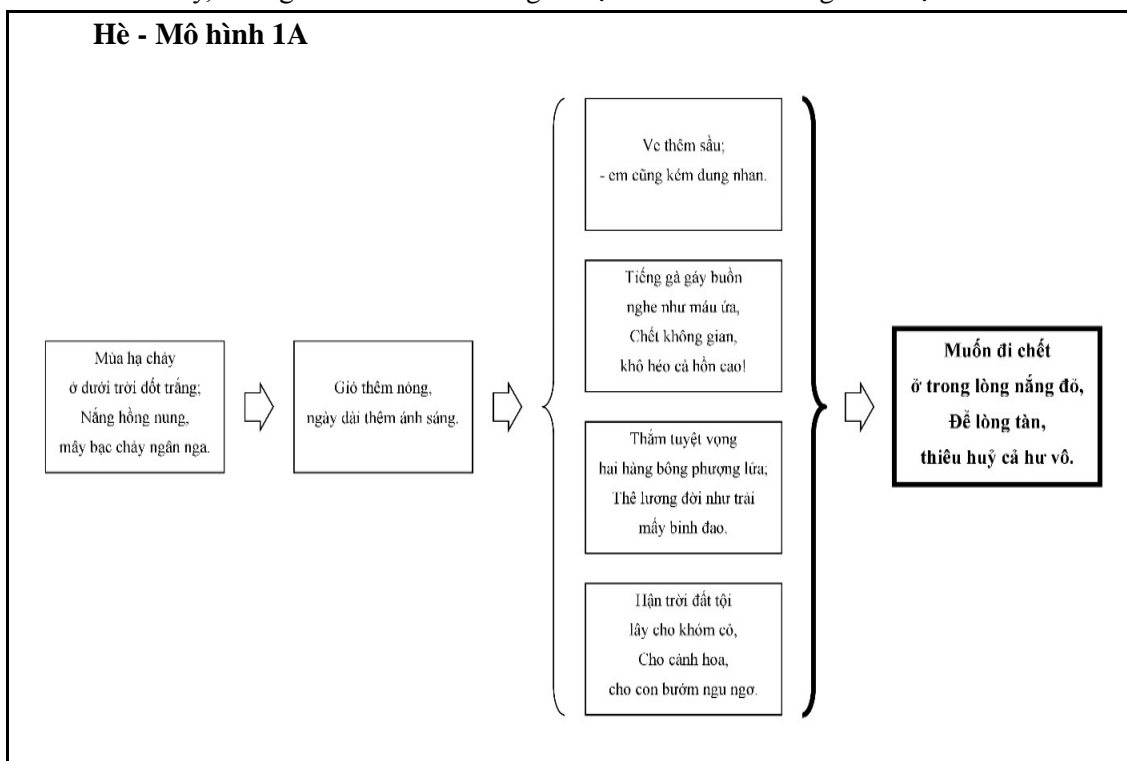 Hè - Mô hình 1A
Mùa hạ cháy
ở dưới trời đốt trắng;
Nắng hồng nung,
mây bạc chảy ngân nga.
Gió thêm nóng,
ngày dài thêm ánh sáng.
Ve thêm sầu;
- em cũng kém dung nhan.
Tiếng gà gáy buồn
nghe như máu ứa,
Chết không gian,
khô héo cả hồn cao!
Thắm tuyệt vọng
hai hàng bông phượng lửa;
Thê lương đời như trải
mấy binh đao.
Hận trời đất tội
lây cho khóm cỏ,
Cho cành hoa,
cho con bướm ngu ngơ.
Muốn đi chết
ở trong lòng nắng đỏ,
Để lòng tàn,
thiêu huỷ cả hư vô.